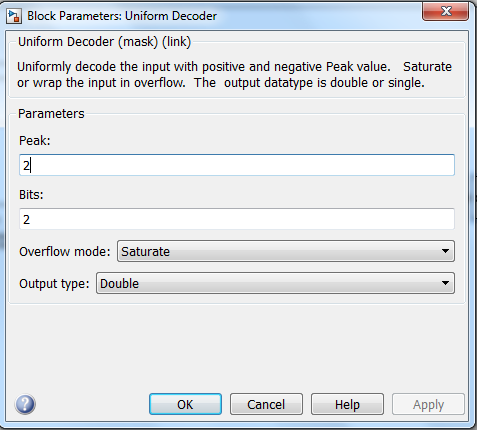 Block Parameters: Uniform Decoder
Uniform Decoder (mask) (link)
Uniformly decode the input with positive and negative Peak value. Saturate
or wrap the input in overflow. The output datatype is double or single.
Parameters
Peak:
2
Bits:
2
Overflow mode: Saturate
Output type: Double
? OK Cancel Help Apply